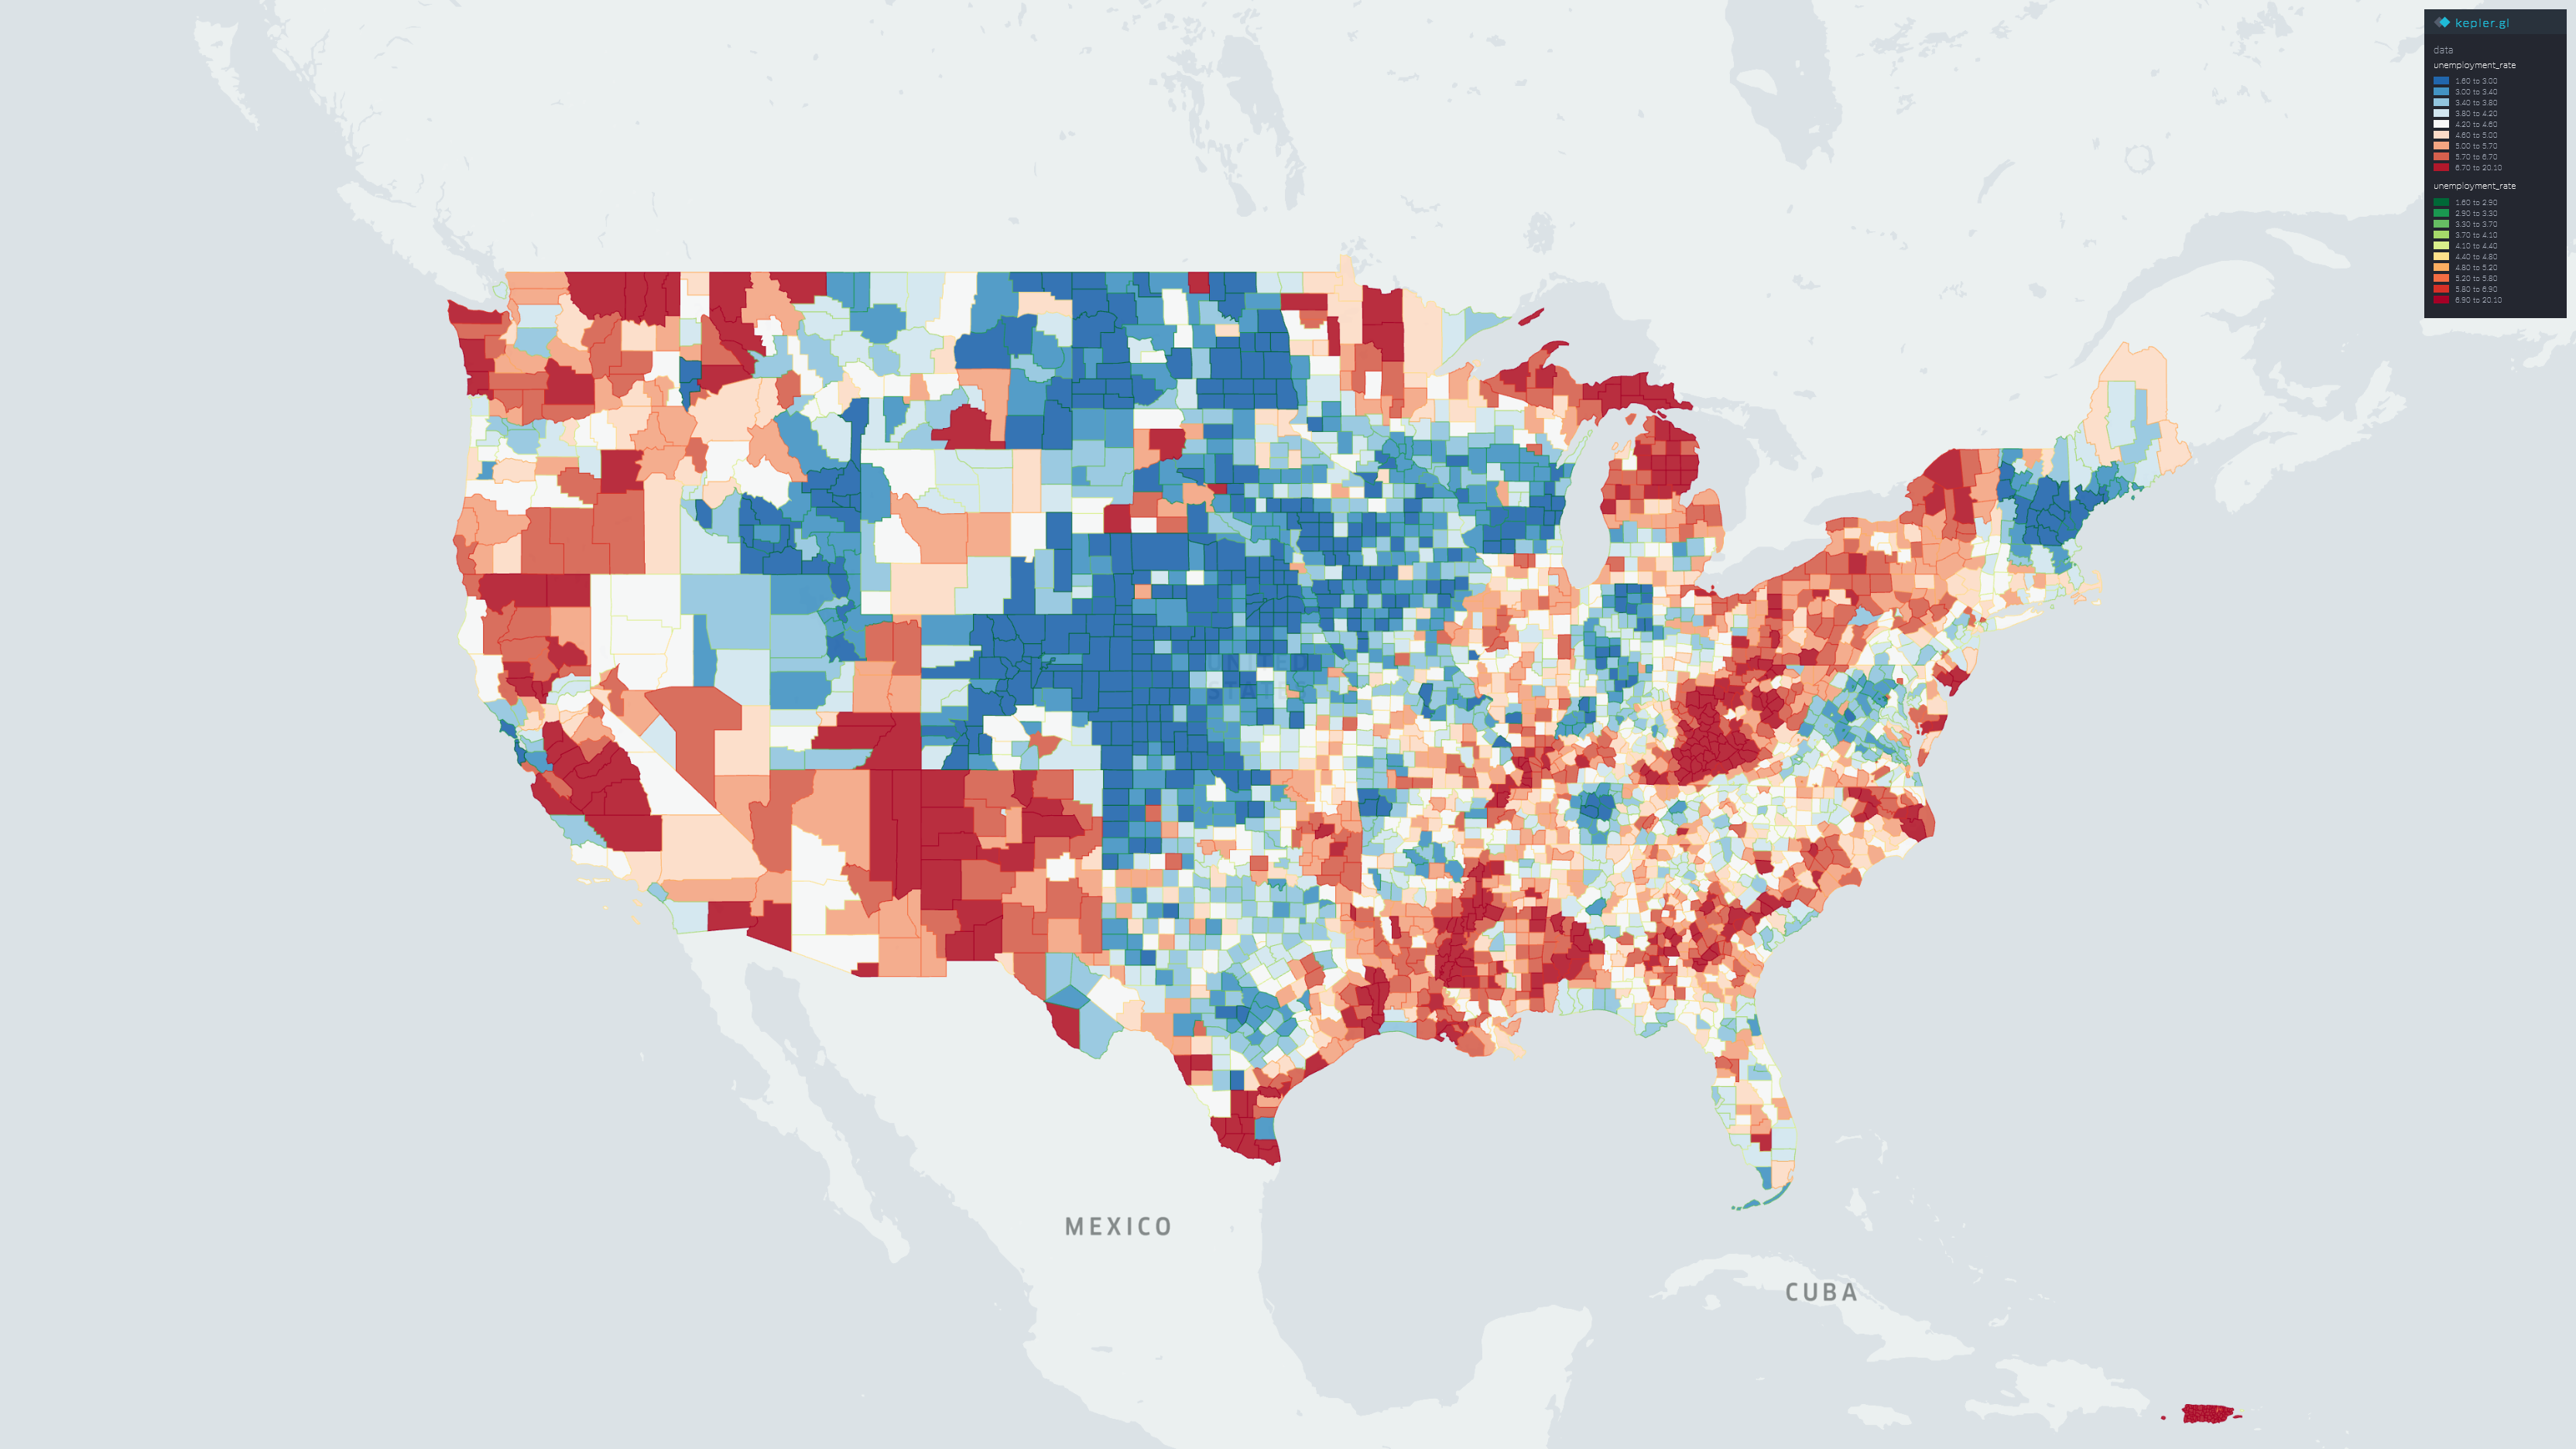 kepler.gl
data
unemployment_rate
1.60 to 3.00
3.00 to 3.40
3.40 to 3.80
3.80 to 4.20
4.20 to 4.60
4.60 to 5.00
5.00 to 5.70
5.70 to 6.70
6.70 to 20.10
unemployment_rate
1.60 to 2.90
2.90 to 3.30
3.30 to 3.70
3.70 to 4.10
4.10 to 4.40
4.40 to 4.80
4.80 to 5.20
5.20 to 5.80
5.80 to 6.90
6.90 to 20.10
UNITED
STATES
MEXICO
CUBA